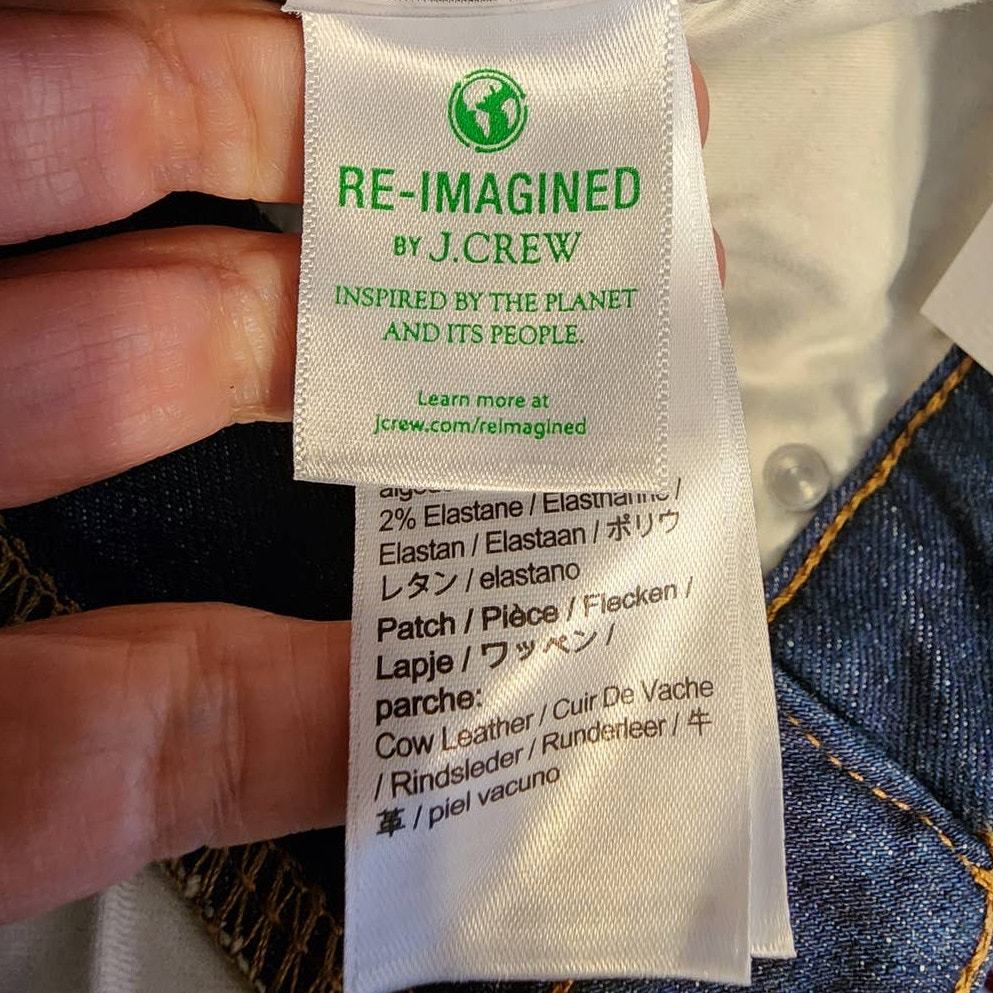 RE-IMAGINED
BY J.CREW
INSPIRED BY THE PLANET
AND ITS PEOPLE.
Learn more at
jcrew.com/reimagined
2% Elastane / Elasthanne /
Elastan / Elastaan / ポリウ
レタン / elastano
Patch / Pièce / Flecken /
Lapje / ワッペン /
parche:
Cow Leather / Cuir De Vache
/ Rindsleder / Runderleer / 牛
革 / piel vacuno